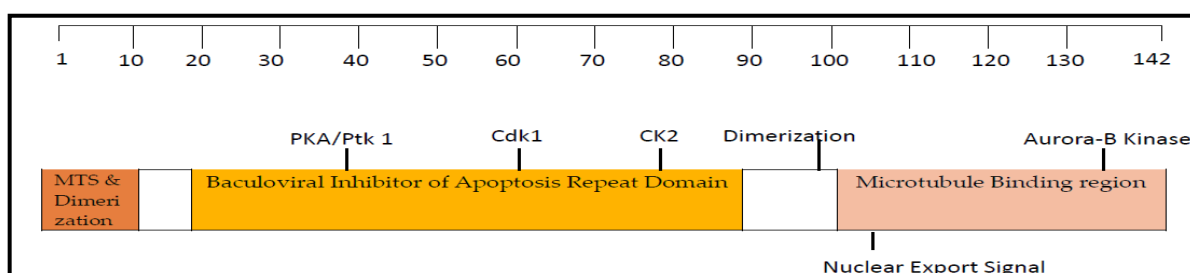 1 10 20 30 40 50 60 70 80 90 100 110 120 130 142
PKA/Ptk 1 Cdk1 CK2 Dimerization Aurora-B Kinase
MTS &
Dimeri
zation
Baculoviral Inhibitor of Apoptosis Repeat Domain
Microtubule Binding region
Nuclear Export Signal